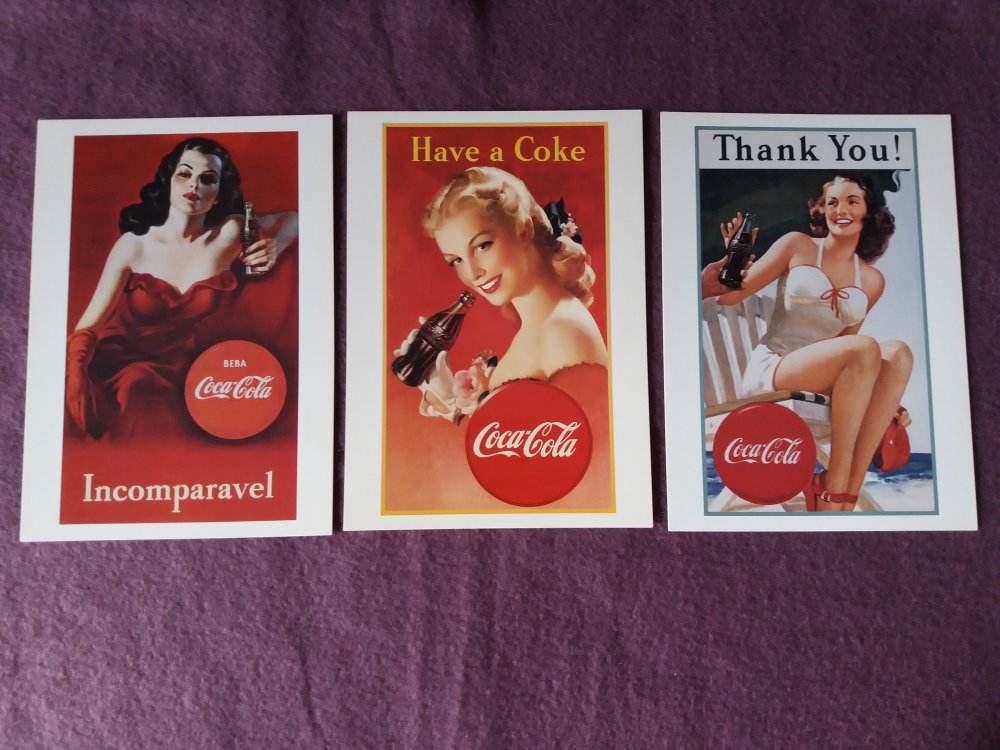 BEBA
Coca-Cola
Incomparavel
Have a Coke
Coca-Cola
Thank You!
Coca-Cola